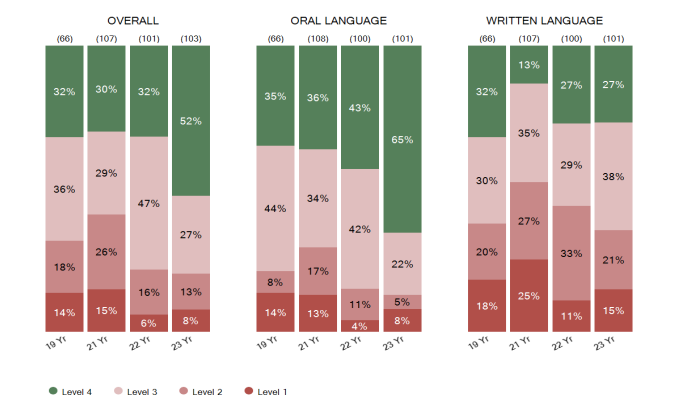 OVERALL ORAL LANGUAGE WRITTEN LANGUAGE
(66) (107) (101) (103) (66) (108) (100) (101) (66) (107) (100) (101)
32% 30% 32% 52%
36% 29% 47% 27%
18% 26% 16% 13%
14% 15% 6% 8%
19 Yr 21 Yr 22 Yr 23 Yr
35% 36% 43% 65%
44% 34% 42% 22%
8% 17% 11% 5%
14% 13% 4% 8%
19 Yr 21 Yr 22 Yr 23 Yr
32% 13% 27% 27%
30% 35% 29% 38%
20% 27% 33% 21%
18% 25% 11% 15%
19 Yr 21 Yr 22 Yr 23 Yr
Level 4 Level 3 Level 2 Level 1